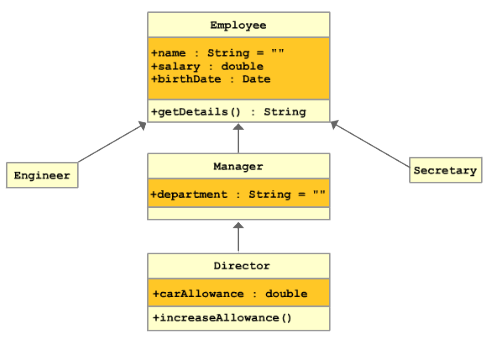 Employee
+name : String = ""
+salary : double
+birthDate : Date
+getDetails() : String
Engineer
Manager
+department : String = ""
Secretary
Director
+carAllowance : double
+increaseAllowance()